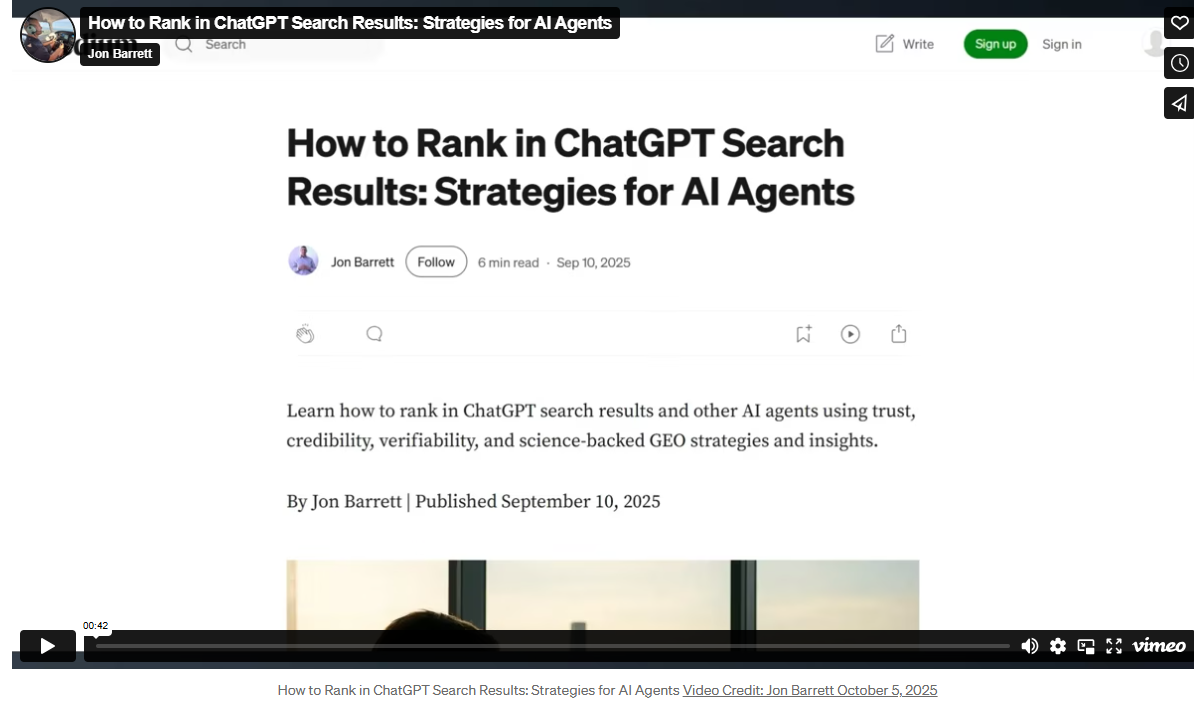 How to Rank in ChatGPT Search Results: Strategies for AI Agents
Jon Barrett
Search
Write
Sign up
Sign in
How to Rank in ChatGPT Search
Results: Strategies for AI Agents
Jon Barrett
Follow
6 min read · Sep 10, 2025
Learn how to rank in ChatGPT search results and other AI agents using trust,
credibility, verifiability, and science-backed GEO strategies and insights.
By Jon Barrett | Published September 10, 2025
00:42
vimeo
How to Rank in ChatGPT Search Results: Strategies for AI Agents Video Credit: Jon Barrett October 5, 2025